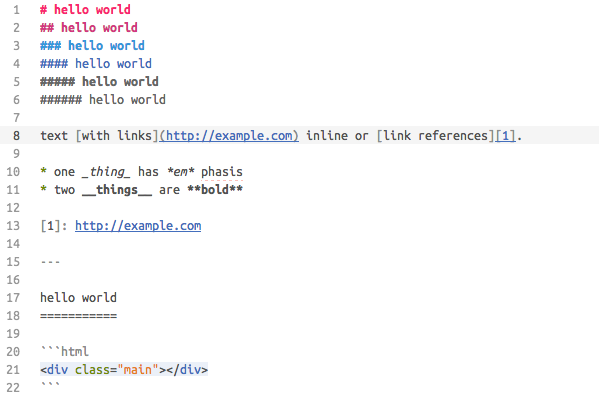 1 # hello world
2 ## hello world
3 ### hello world
4 #### hello world
5 ##### hello world
6 ###### hello world
7
8 text [with links](http://example.com) inline or [link references][1].
9
10 * one _thing_ has *em* phasis
11 * two __things__ are **bold**
12
13 [1]: http://example.com
14
15 ---
16
17 hello world
18 ===========
19
20 ```html
21 <div class="main"></div>
22 ```